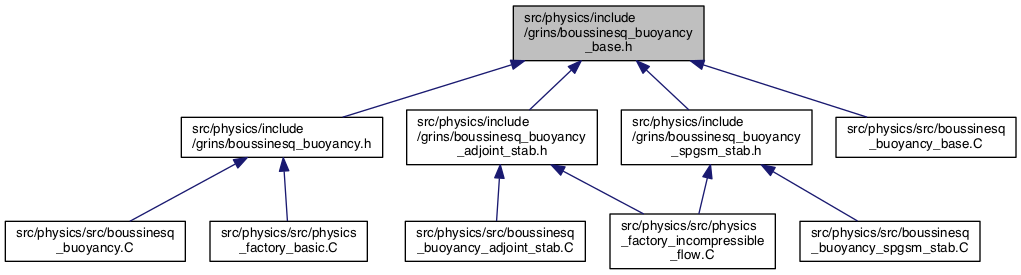 src/physics/include
/grins/boussinesq_buoyancy
_base.h
src/physics/include
/grins/boussinesq_buoyancy.h
src/physics/include
/grins/boussinesq_buoyancy
_adjoint_stab.h
src/physics/include
/grins/boussinesq_buoyancy
_spgsm_stab.h
src/physics/src/boussinesq
_buoyancy_base.C
src/physics/src/boussinesq
_buoyancy.C
src/physics/src/physics
_factory_basic.C
src/physics/src/boussinesq
_buoyancy_adjoint_stab.C
src/physics/src/physics
_factory_incompressible
_flow.C
src/physics/src/boussinesq
_buoyancy_spgsm_stab.C